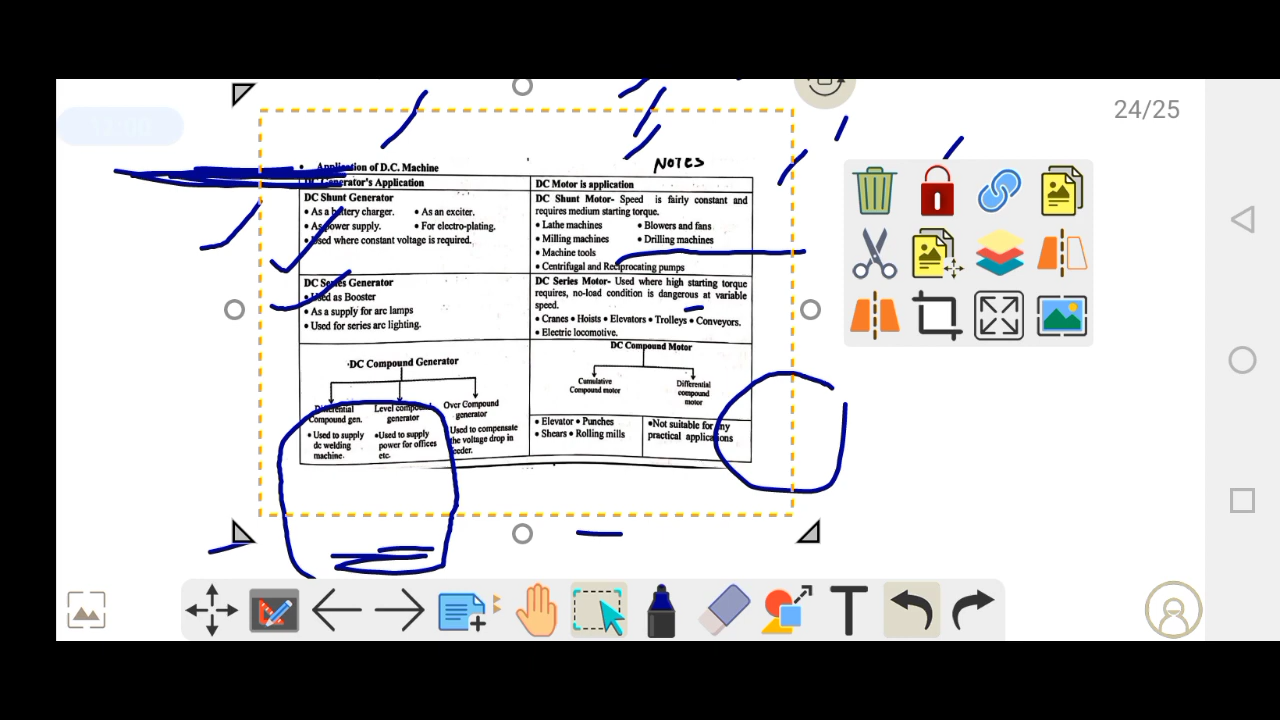 24/25
13:00
NOTES
• Application of D.C. Machine
DC Generator's Application
DC Shunt Generator
• As a battery charger. • As an exciter.
• As power supply. • For electro-plating.
• Used where constant voltage is required.
DC Series Generator
• Used as Booster
• As a supply for arc lamps
• Used for series arc lighting.
DC Compound Generator
Differential Compound gen.
• Used to supply
dc welding
machine.
Level compound
generator
•Used to supply
power for offices
etc.
Over Compound
generator
Used to compensate
the voltage drop in
feeder.
DC Motor is application
DC Shunt Motor- Speed is fairly constant and
requires medium starting torque.
• Lathe machines • Blowers and fans
• Milling machines • Drilling machines
• Machine tools
• Centrifugal and Reciprocating pumps
DC Series Motor- Used where high starting torque
requires, no-load condition is dangerous at variable
speed.
• Cranes • Hoists • Elevators • Trolleys • Conveyors.
• Electric locomotive.
DC Compound Motor
Cumulative
Compound motor
Differential
compound
motor
• Elevator • Punches
• Shears • Rolling mills
•Not suitable for any
practical applications
T